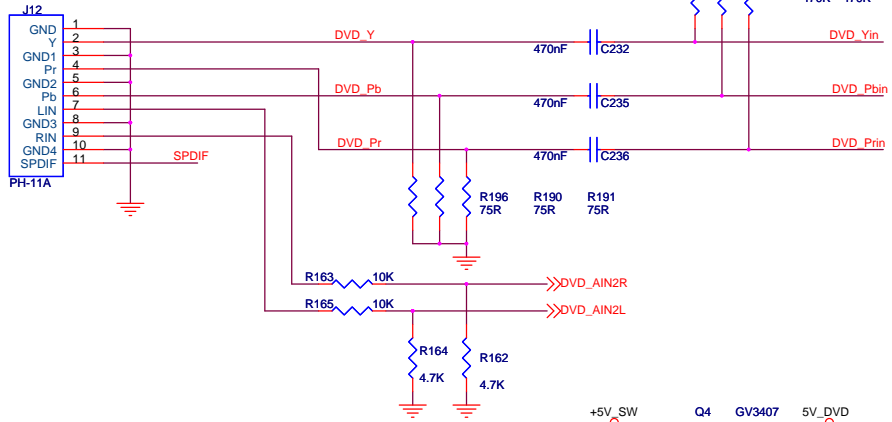 J12
GND 1
Y 2
GND1 3
Pr 4
GND2 5
Pb 6
LIN 7
GND3 8
RIN 9
GND4 10
SPDIF 11
PH-11A
SPDIF
DVD_Y
470nF C232
DVD_Yin
DVD_Pb
470nF C235
DVD_Pbin
DVD_Pr
470nF C236
DVD_Prin
R196 R190 R191
75R 75R 75R
R163 10K
DVD_AIN2R
R165 10K
DVD_AIN2L
R164
4.7K
R162
4.7K
+5V_SW Q4 GV3407 5V_DVD